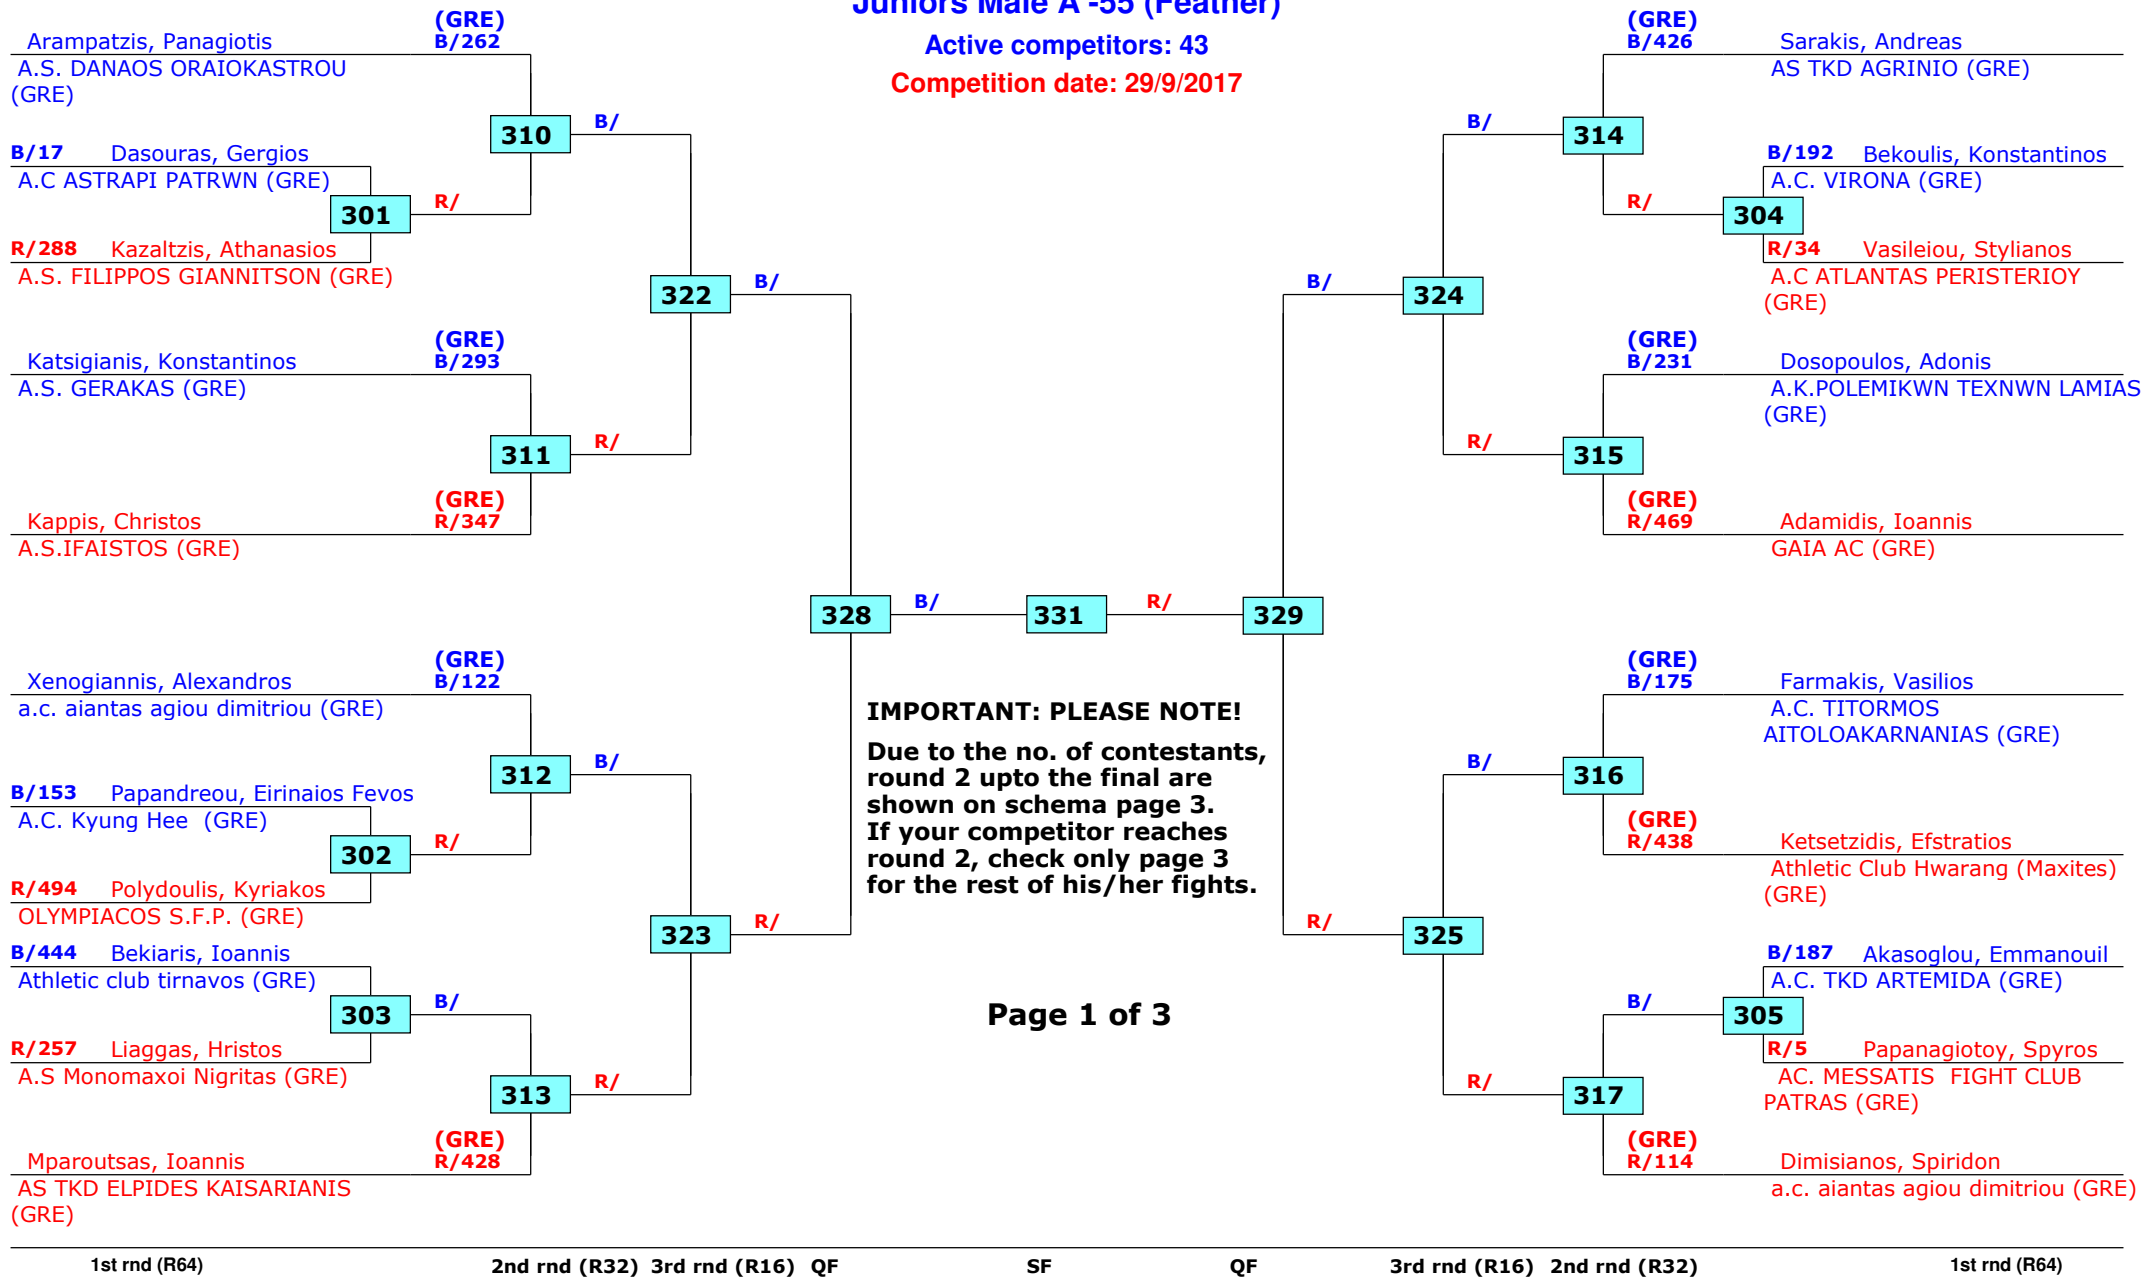 Juniors Male A -55 (Feather)
Active competitors: 43
Competition date: 29/9/2017
(GRE)
Arampatzis, Panagiotis B/262
A.S. DANAOS ORAIOKASTROU
(GRE)
310
B/
B/17 Dasouras, Gergios
A.C ASTRAPI PATRWN (GRE)
301
R/
R/288 Kazaltzis, Athanasios
A.S. FILIPPOS GIANNITSON (GRE)
322
B/
(GRE)
Katsigianis, Konstantinos B/293
A.S. GERAKAS (GRE)
311
R/
(GRE)
Kappis, Christos R/347
A.S.IFAISTOS (GRE)
328
B/
331
R/
329
(GRE)
Xenogiannis, Alexandros B/122
a.c. aiantas agiou dimitriou (GRE)
312
B/
B/153 Papandreou, Eirinaios Fevos
A.C. Kyung Hee (GRE)
302
R/
R/494 Polydoulis, Kyriakos
OLYMPIACOS S.F.P. (GRE)
323
R/
B/444 Bekiaris, Ioannis
Athletic club tirnavos (GRE)
303
B/
R/257 Liaggas, Hristos
A.S Monomaxoi Nigritas (GRE)
313
R/
(GRE)
Mparoutsas, Ioannis R/428
AS TKD ELPIDES KAISARIANIS
(GRE)
IMPORTANT: PLEASE NOTE!
Due to the no. of contestants,
round 2 upto the final are
shown on schema page 3.
If your competitor reaches
round 2, check only page 3
for the rest of his/her fights.
Page 1 of 3
(GRE)
B/426 Sarakis, Andreas
AS TKD AGRINIO (GRE)
B/
314
B/192 Bekoulis, Konstantinos
A.C. VIRONA (GRE)
R/
304
R/34 Vasileiou, Stylianos
A.C ATLANTAS PERISTERIOY
(GRE)
B/
324
(GRE)
B/231 Dosopoulos, Adonis
A.K.POLEMIKWN TEXNWN LAMIAS
(GRE)
R/
315
(GRE)
R/469 Adamidis, Ioannis
GAIA AC (GRE)
(GRE)
B/175 Farmakis, Vasilios
A.C. TITORMOS
AITOLOAKARNANIAS (GRE)
B/
316
(GRE)
R/438 Ketsetzidis, Efstratios
Athletic Club Hwarang (Maxites)
(GRE)
R/
325
B/187 Akasoglou, Emmanouil
A.C. TKD ARTEMIDA (GRE)
B/
305
R/5 Papanagiotoy, Spyros
AC. MESSATIS FIGHT CLUB
PATRAS (GRE)
R/
317
(GRE)
R/114 Dimisianos, Spiridon
a.c. aiantas agiou dimitriou (GRE)
1st rnd (R64) 2nd rnd (R32) 3rd rnd (R16) QF SF QF 3rd rnd (R16) 2nd rnd (R32) 1st rnd (R64)